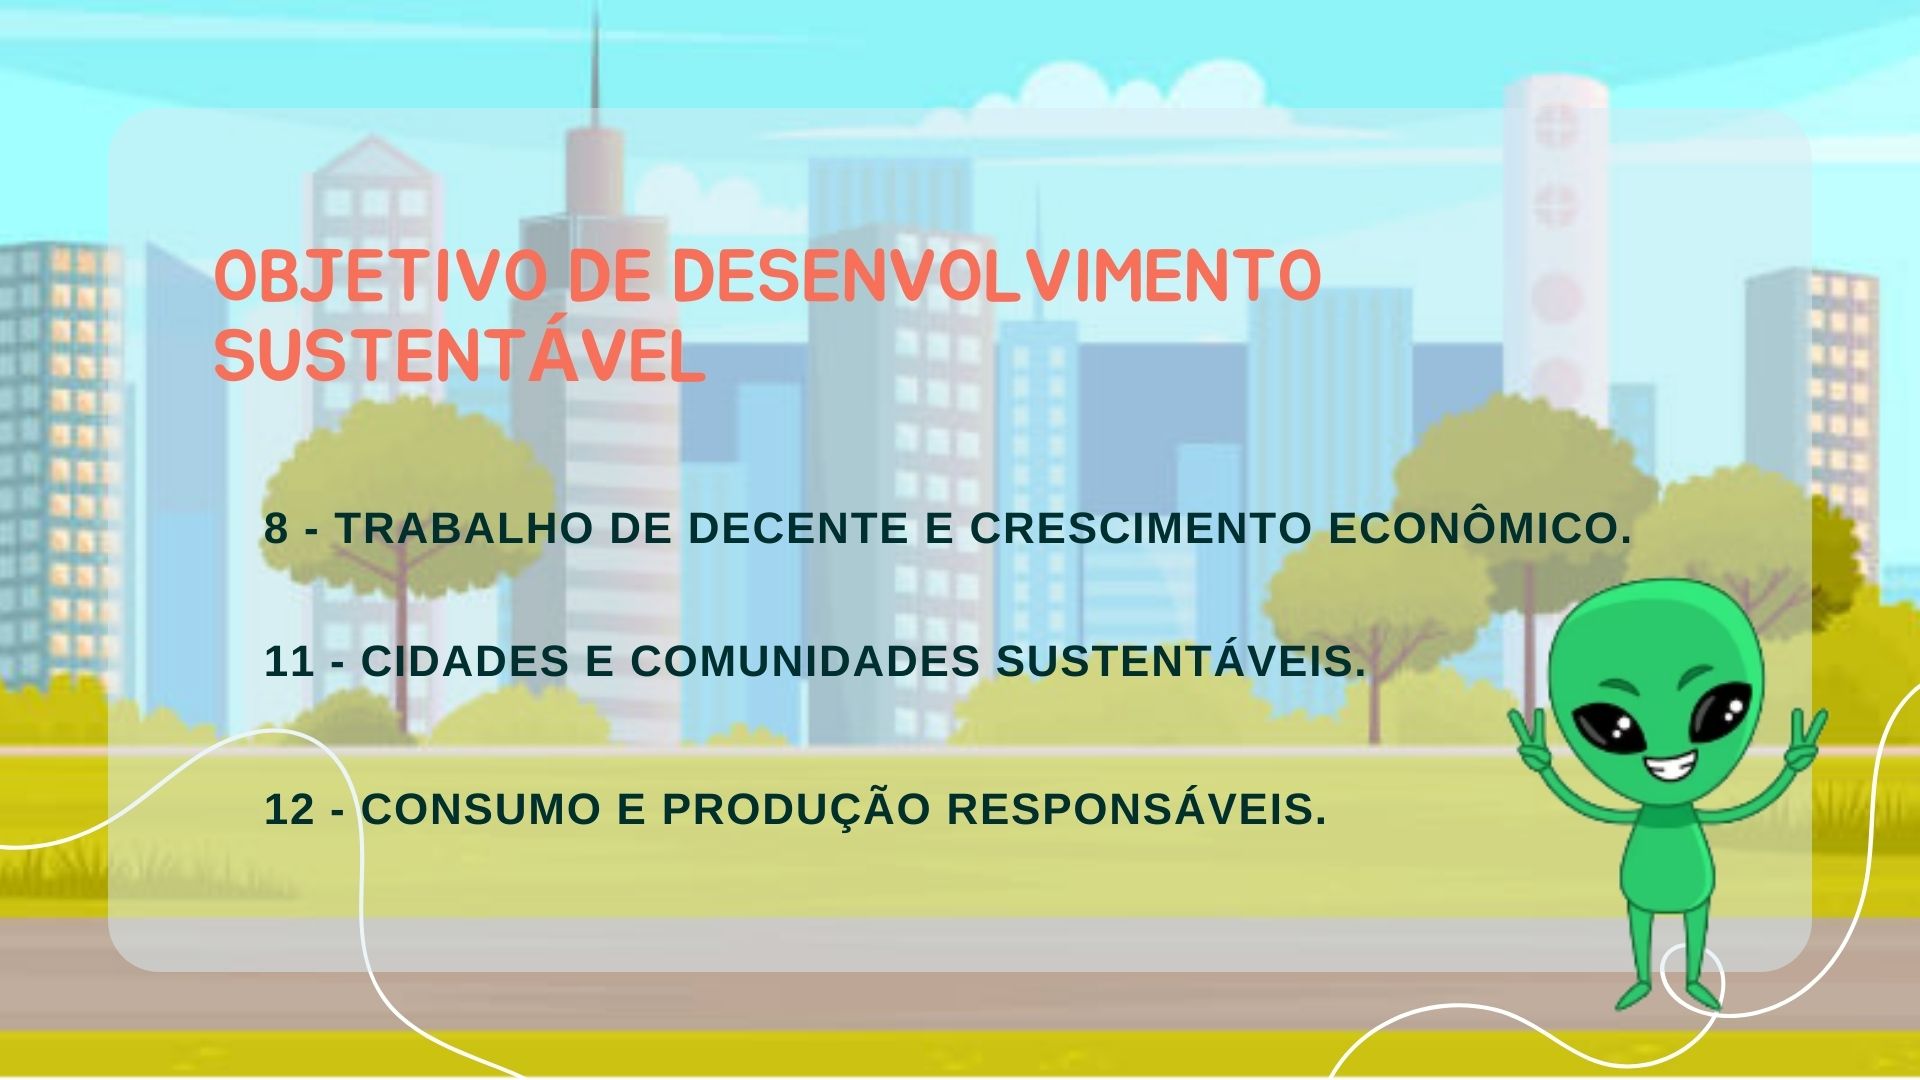 OBJETIVO DE DESENVOLVIMENTO
SUSTENTÁVEL
8 - TRABALHO DE DECENTE E CRESCIMENTO ECONÔMICO.
11 - CIDADES E COMUNIDADES SUSTENTÁVEIS.
12 - CONSUMO E PRODUÇÃO RESPONSÁVEIS.